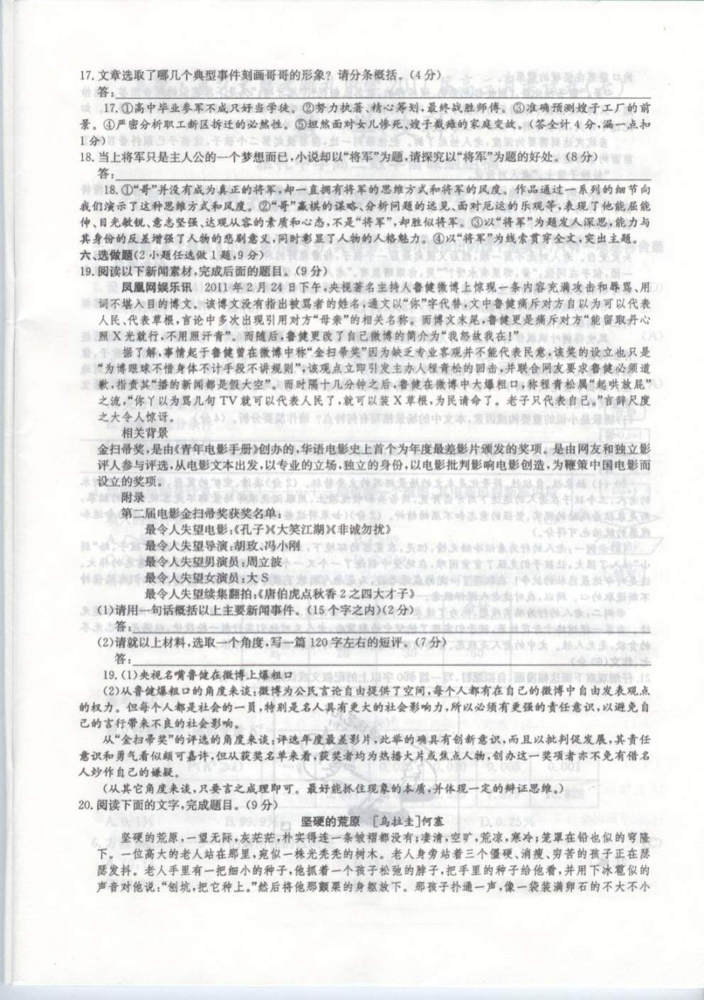 17. 文章选取了哪几个典型事件刻画哥哥的形象？请分条概括。(4分)
答:
17. ①高中毕业参军不成只好当学徒。②努力执著、精心筹划,最终战胜师傅。③准确预测嫂子工厂的前
景。④严密分析职工新区拆迁的必然性。⑤坦然面对女儿惨死、嫂子截瘫的家庭变故。(答全计4分,漏一点扣
1分)
18. 当上将军只是主人公的一个梦想而已,小说却以“将军”为题,请探究以“将军”为题的好处。(8分)
答:
18. ①“哥”并没有成为真正的将军,却一直拥有将军的思维方式和将军的风度。作品通过一系列的细节向
我们演示了这种思维方式和风度。②“哥”赢棋的谋略、分析问题的远见、面对厄运的乐观等,表现了他能屈能
伸、目光敏锐、意志坚强、达观从容的素质和心态,不是“将军”,却胜似将军。③以“将军”为题发人深思,能力与
其身份的反差增强了人物的悲剧意义,同时彰显了人物的人格魅力。④以“将军”为线索贯穿全文,突出主题。
六、选做题(2小题任选做1题,9分)
19. 阅读以下新闻素材,完成后面的题目。(9分)
凤凰网娱乐讯 2011年2月24日下午,央视著名主持人鲁健微博上惊现一条内容充满攻击和辱骂、用
词不堪入目的博文。该博文没有指出被骂者的姓名,通文以“你”字代替,文中鲁健痛斥对方自以为可以代表
人民、代表草根,言论中多次出现引用对方“母亲”的相关名称。而博文末尾,鲁健更是痛斥对方“能留取丹心
照X光就行,不用照汗青”。而随后,鲁健更改了自己微博的简介为“我怒故我在!”
据了解,事情起于鲁健曾在微博中称“金扫帚奖”因为缺乏专业客观并不能代表民意,该奖的设立也只是
“为博眼球不惜身体不计手段不讲规则”,该观点立即引发主办人程青松的回击,并联合网友要求鲁健必须道
歉,指责其“播的新闻都是假大空”。而时隔十几分钟之后,鲁健在微博中大爆粗口,称程青松属“起哄放屁”
之流,“你丫以为骂几句TV就可以代表人民了,就可以装X草根,为民请命了。老子只代表自己。”言辞尺度
之大令人惊讶。
相关背景
金扫帚奖,是由《青年电影手册》创办的,华语电影史上首个为年度最差影片颁发的奖项。是由网友和独立影
评人参与评选,从电影文本出发,以专业的立场,独立的身份,以电影批判影响电影创造,为鞭策中国电影而
设立的奖项。
附录
第二届电影金扫帚奖获奖名单:
最令人失望电影:《孔子》《大笑江湖》《非诚勿扰》
最令人失望导演:胡玫、冯小刚
最令人失望男演员:周立波
最令人失望女演员:大S
最令人失望续集翻拍:《唐伯虎点秋香2之四大才子》
(1)请用一句话概括以上主要新闻事件。(15个字之内)(2分)
答:
(2)请就以上材料,选取一个角度,写一篇120字左右的短评。(7分)
答:
19. (1)央视名嘴鲁健在微博上爆粗口
(2)从鲁健爆粗口的角度来谈:微博为公民言论自由提供了空间,每个人都有在自己的微博中自由发表观点
的权力。但每个人都是社会的一员,特别是名人具有更大的社会影响力,所以必须有更强的责任意识,以避免自
己的言行带来不良的社会影响。
从“金扫帚奖”的评选的角度来谈:评选年度最差影片,此举的确具有创新意识,而且以批判促发展,其责任
意识和勇气看似颇可嘉许,但从获奖名单来看,获奖者均为热播大片或焦点人物,创办这一奖项者亦不免有借名
人炒作自己的嫌疑。
(从其它角度来谈,只要言之成理即可。最好能抓住现象的本质,并体现一定的辩证思维。)
20. 阅读下面的文字,完成题目。(9分)
坚硬的荒原 [乌拉圭]何塞
坚硬的荒原,一望无际,灰茫茫,朴实得连一条皱褶都没有;凄清,空旷,荒凉,寒冷;笼罩在铅也似的穹隆
下。一位高大的老人站在那里,宛似一株光秃秃的树木。老人身旁站着三个僵硬、消瘦、穷苦的孩子正在瑟
瑟发抖。老人手里有一把细小的种子,他抓着一个孩子松弛的脖子,把手里的种子给他看,并用下冰雹似的
声音对他说:“刨坑,把它种上。”然后将他那颤栗的身躯放下。那孩子扑通一声,像一袋装满卵石的不大不小